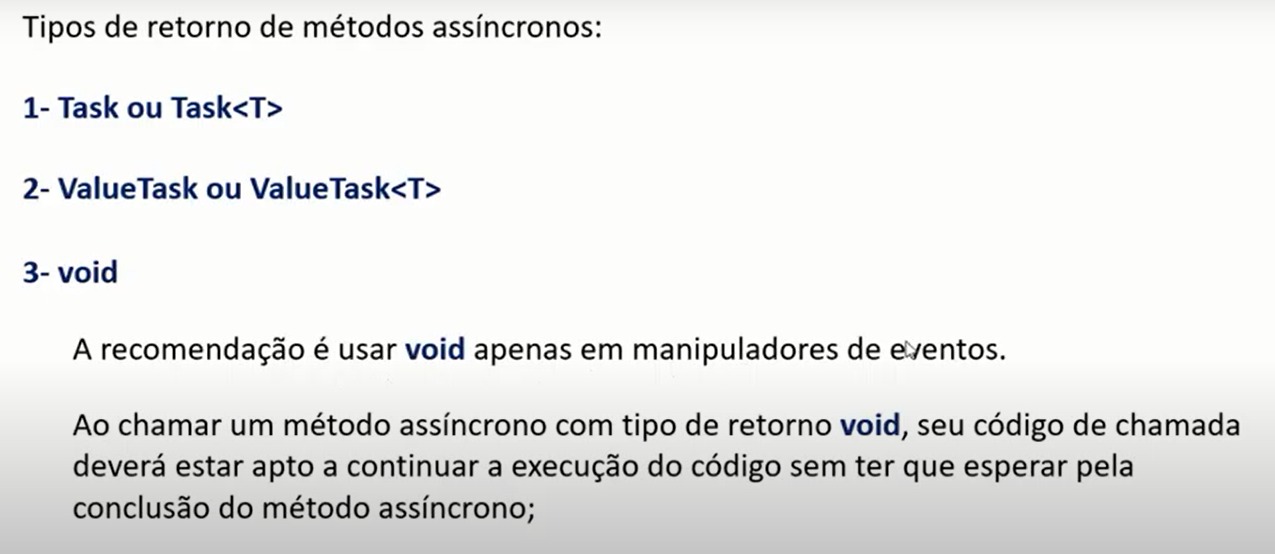 Tipos de retorno de métodos assíncronos:
1- Task ou Task<T>
2- ValueTask ou ValueTask<T>
3- void
A recomendação é usar void apenas em manipuladores de eventos.
Ao chamar um método assíncrono com tipo de retorno void, seu código de chamada
deverá estar apto a continuar a execução do código sem ter que esperar pela
conclusão do método assíncrono;